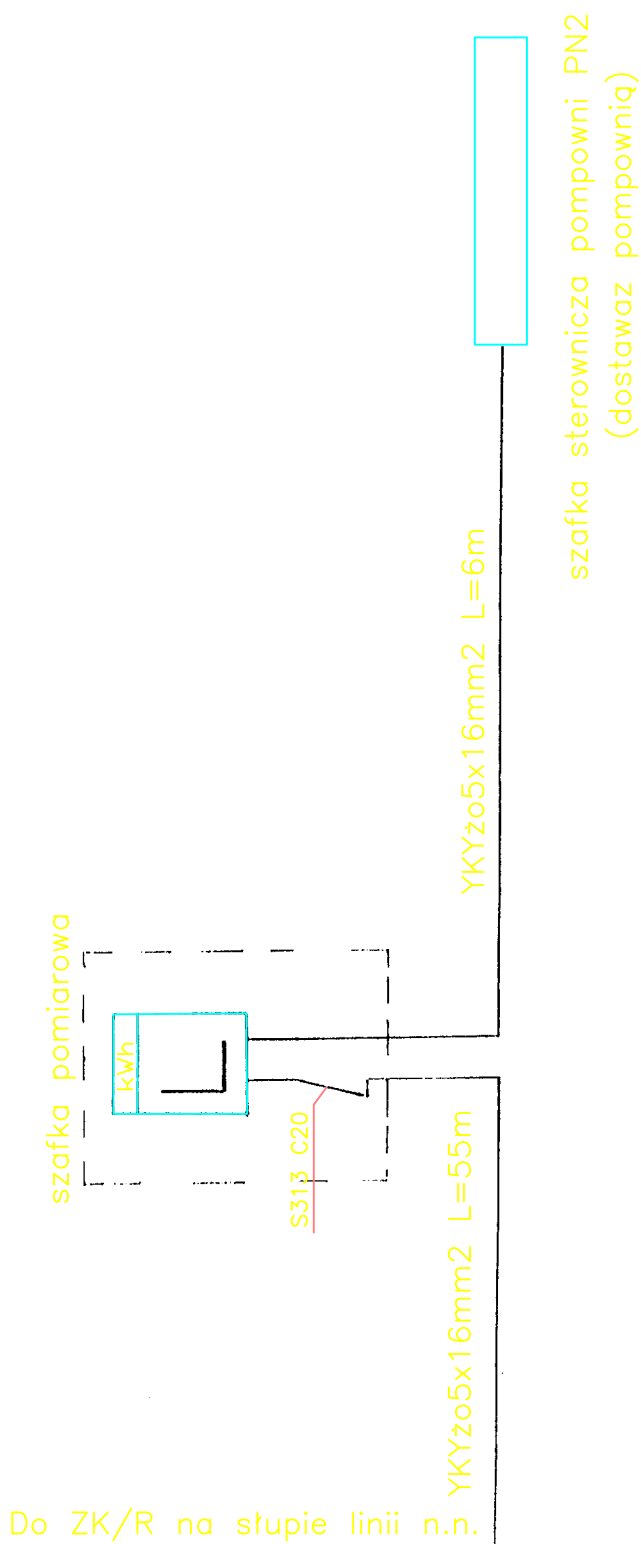 szafka sterownicza pompowni PN2
(dostawaz pompownią)
YKYżo5x16mm2 L=6m
szafka pomiarowa
kWh
S313 C20
YKYżo5x16mm2 L=55m
Do ZK/R na słupie linii n.n.